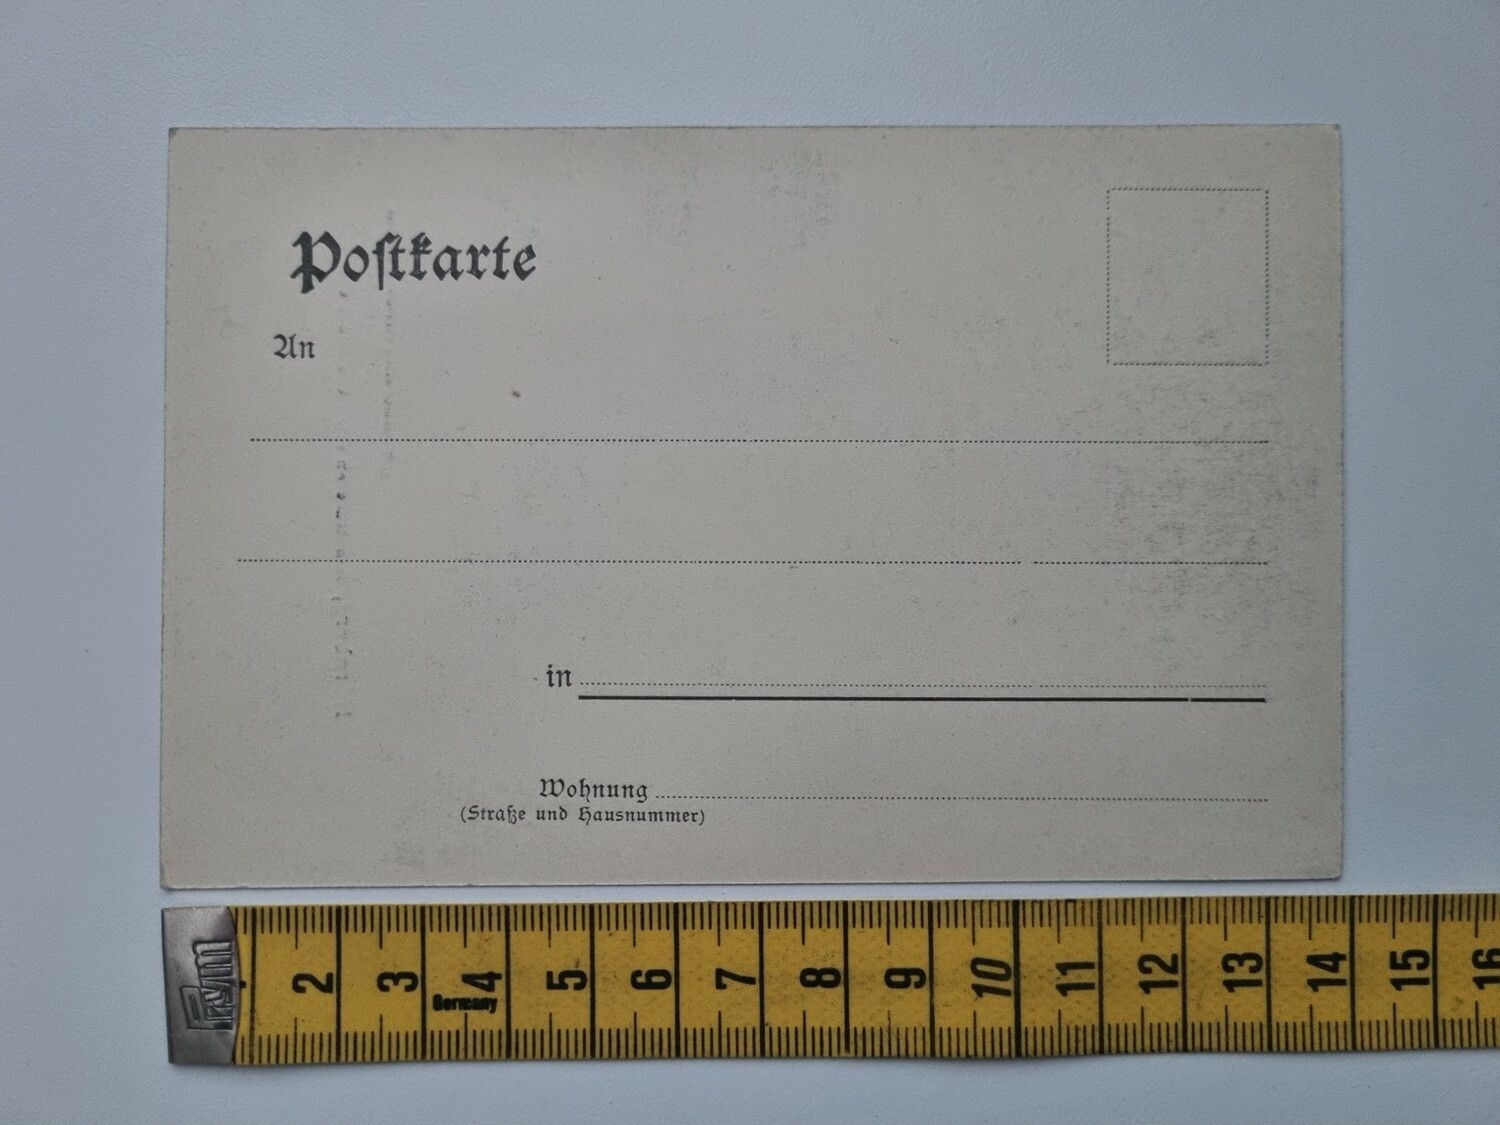 Postkarte
An
in
Wohnung
(Straße und Hausnummer)
Prym
2 3 4 5 6 7 8 9 10 11 12 13 14 15 16
Germany